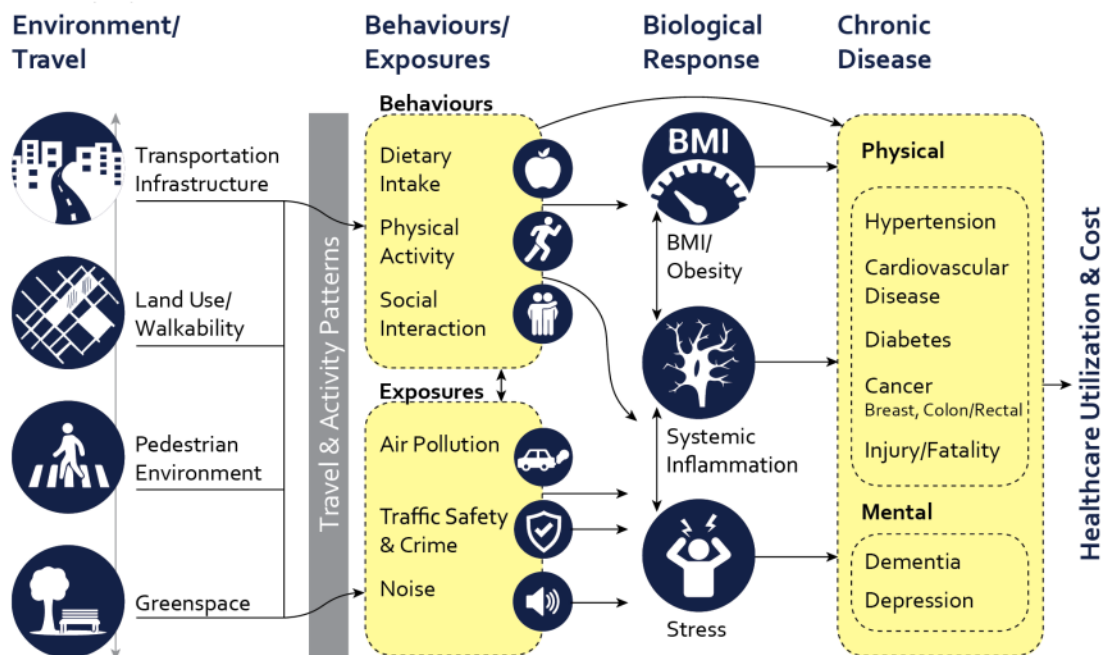 Environment/
Travel
Behaviours/
Exposures
Biological
Response
Chronic
Disease
Transportation
Infrastructure
Land Use/
Walkability
Pedestrian
Environment
Greenspace
Travel & Activity Patterns
Behaviours
Dietary
Intake
Physical
Activity
Social
Interaction
Exposures
Air Pollution
Traffic Safety
& Crime
Noise
BMI
BMI/
Obesity
Systemic
Inflammation
Stress
Physical
Hypertension
Cardiovascular
Disease
Diabetes
Cancer
Breast, Colon/Rectal
Injury/Fatality
Mental
Dementia
Depression
Healthcare Utilization & Cost